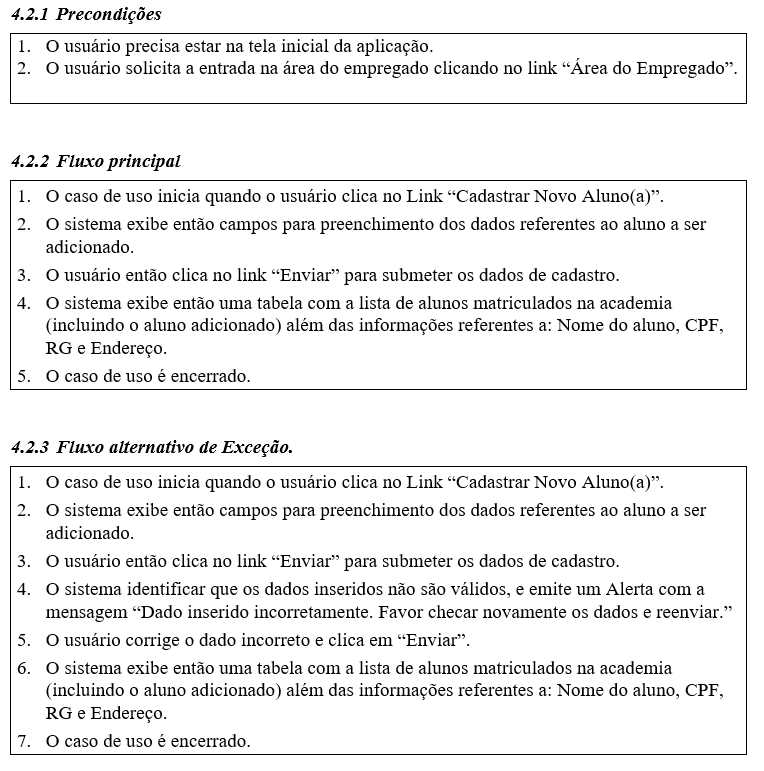 4.2.1 Precondições
1. O usuário precisa estar na tela inicial da aplicação.
2. O usuário solicita a entrada na área do empregado clicando no link “Área do Empregado”.
4.2.2 Fluxo principal
1. O caso de uso inicia quando o usuário clica no Link “Cadastrar Novo Aluno(a)”.
2. O sistema exibe então campos para preenchimento dos dados referentes ao aluno a ser
adicionado.
3. O usuário então clica no link “Enviar” para submeter os dados de cadastro.
4. O sistema exibe então uma tabela com a lista de alunos matriculados na academia
(incluindo o aluno adicionado) além das informações referentes a: Nome do aluno, CPF,
RG e Endereço.
5. O caso de uso é encerrado.
4.2.3 Fluxo alternativo de Exceção.
1. O caso de uso inicia quando o usuário clica no Link “Cadastrar Novo Aluno(a)”.
2. O sistema exibe então campos para preenchimento dos dados referentes ao aluno a ser
adicionado.
3. O usuário então clica no link “Enviar” para submeter os dados de cadastro.
4. O sistema identificar que os dados inseridos não são válidos, e emite um Alerta com a
mensagem “Dado inserido incorretamente. Favor checar novamente os dados e reenviar.”
5. O usuário corrige o dado incorreto e clica em “Enviar”.
6. O sistema exibe então uma tabela com a lista de alunos matriculados na academia
(incluindo o aluno adicionado) além das informações referentes a: Nome do aluno, CPF,
RG e Endereço.
7. O caso de uso é encerrado.